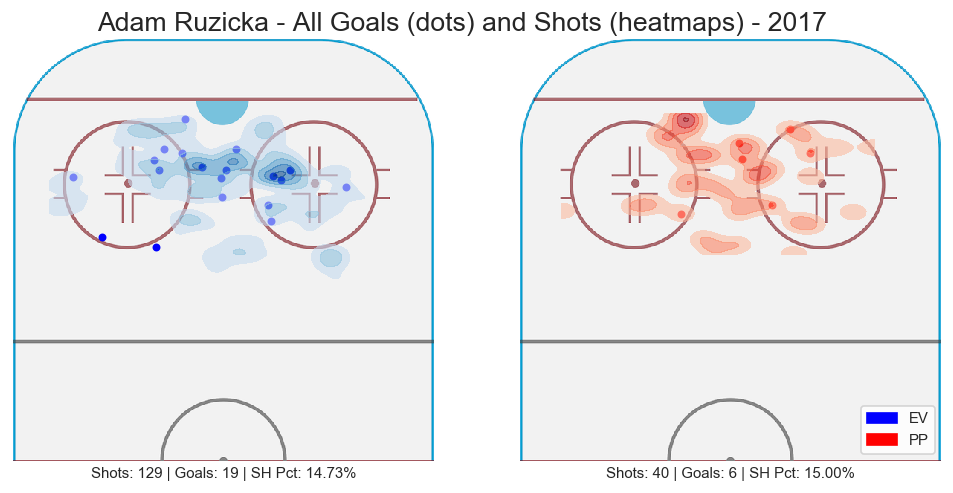 Adam Ruzicka - All Goals (dots) and Shots (heatmaps) - 2017
EV
PP
Shots: 129 | Goals: 19 | SH Pct: 14.73%
Shots: 40 | Goals: 6 | SH Pct: 15.00%